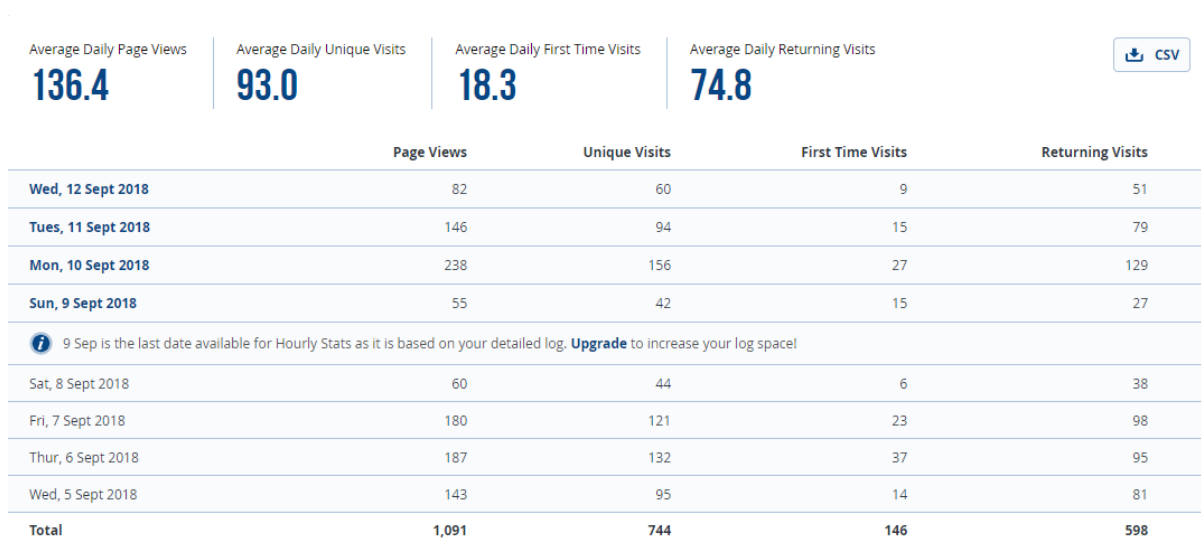 Average Daily Page Views Average Daily Unique Visits Average Daily First Time Visits Average Daily Returning Visits
136.4 93.0 18.3 74.8
CSV
Page Views Unique Visits First Time Visits Returning Visits
Wed, 12 Sept 2018 82 60 9 51
Tues, 11 Sept 2018 146 94 15 79
Mon, 10 Sept 2018 238 156 27 129
Sun, 9 Sept 2018 55 42 15 27
i 9 Sep is the last date available for Hourly Stats as it is based on your detailed log. Upgrade to increase your log space!
Sat, 8 Sept 2018 60 44 6 38
Fri, 7 Sept 2018 180 121 23 98
Thur, 6 Sept 2018 187 132 37 95
Wed, 5 Sept 2018 143 95 14 81
Total 1,091 744 146 598